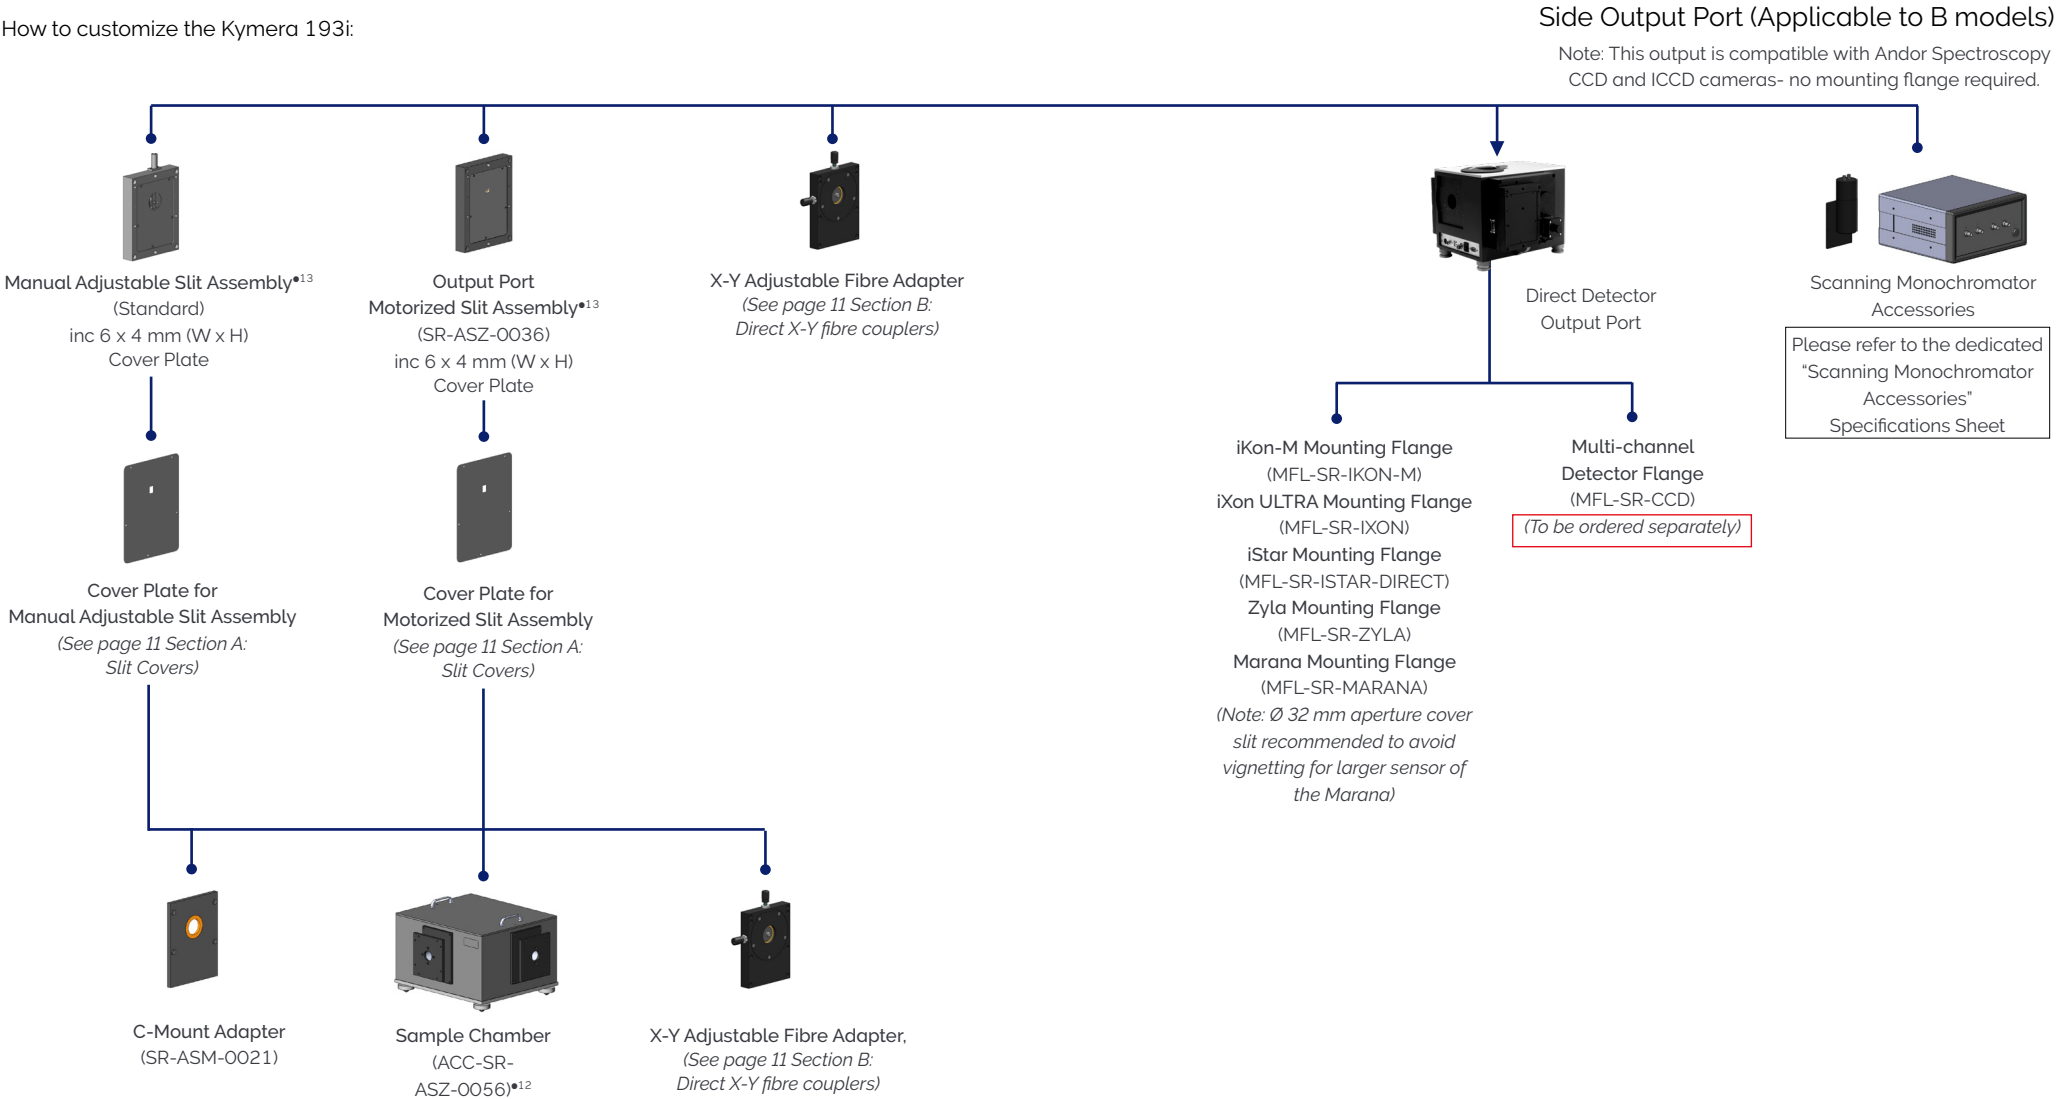 How to customize the Kymera 193i:
Side Output Port (Applicable to B models)
Note: This output is compatible with Andor Spectroscopy
CCD and ICCD cameras- no mounting flange required.
Manual Adjustable Slit Assembly●13
(Standard)
inc 6 x 4 mm (W x H)
Cover Plate
Output Port
Motorized Slit Assembly●13
(SR-ASZ-0036)
inc 6 x 4 mm (W x H)
Cover Plate
X-Y Adjustable Fibre Adapter
(See page 11 Section B:
Direct X-Y fibre couplers)
Direct Detector
Output Port
Scanning Monochromator
Accessories
Please refer to the dedicated
“Scanning Monochromator
Accessories”
Specifications Sheet
iKon-M Mounting Flange
(MFL-SR-IKON-M)
iXon ULTRA Mounting Flange
(MFL-SR-IXON)
iStar Mounting Flange
(MFL-SR-ISTAR-DIRECT)
Zyla Mounting Flange
(MFL-SR-ZYLA)
Marana Mounting Flange
(MFL-SR-MARANA)
(Note: Ø 32 mm aperture cover
slit recommended to avoid
vignetting for larger sensor of
the Marana)
Multi-channel
Detector Flange
(MFL-SR-CCD)
(To be ordered separately)
Cover Plate for
Manual Adjustable Slit Assembly
(See page 11 Section A:
Slit Covers)
Cover Plate for
Motorized Slit Assembly
(See page 11 Section A:
Slit Covers)
C-Mount Adapter
(SR-ASM-0021)
Sample Chamber
(ACC-SR-
ASZ-0056)●12
X-Y Adjustable Fibre Adapter,
(See page 11 Section B:
Direct X-Y fibre couplers)